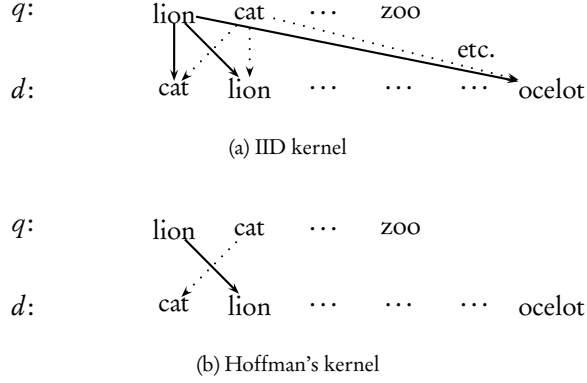 q: lion cat ··· zoo
etc.
d: cat lion ··· ··· ··· ocelot
(a) IID kernel
q: lion cat ··· zoo
d: cat lion ··· ··· ··· ocelot
(b) Hoffman's kernel